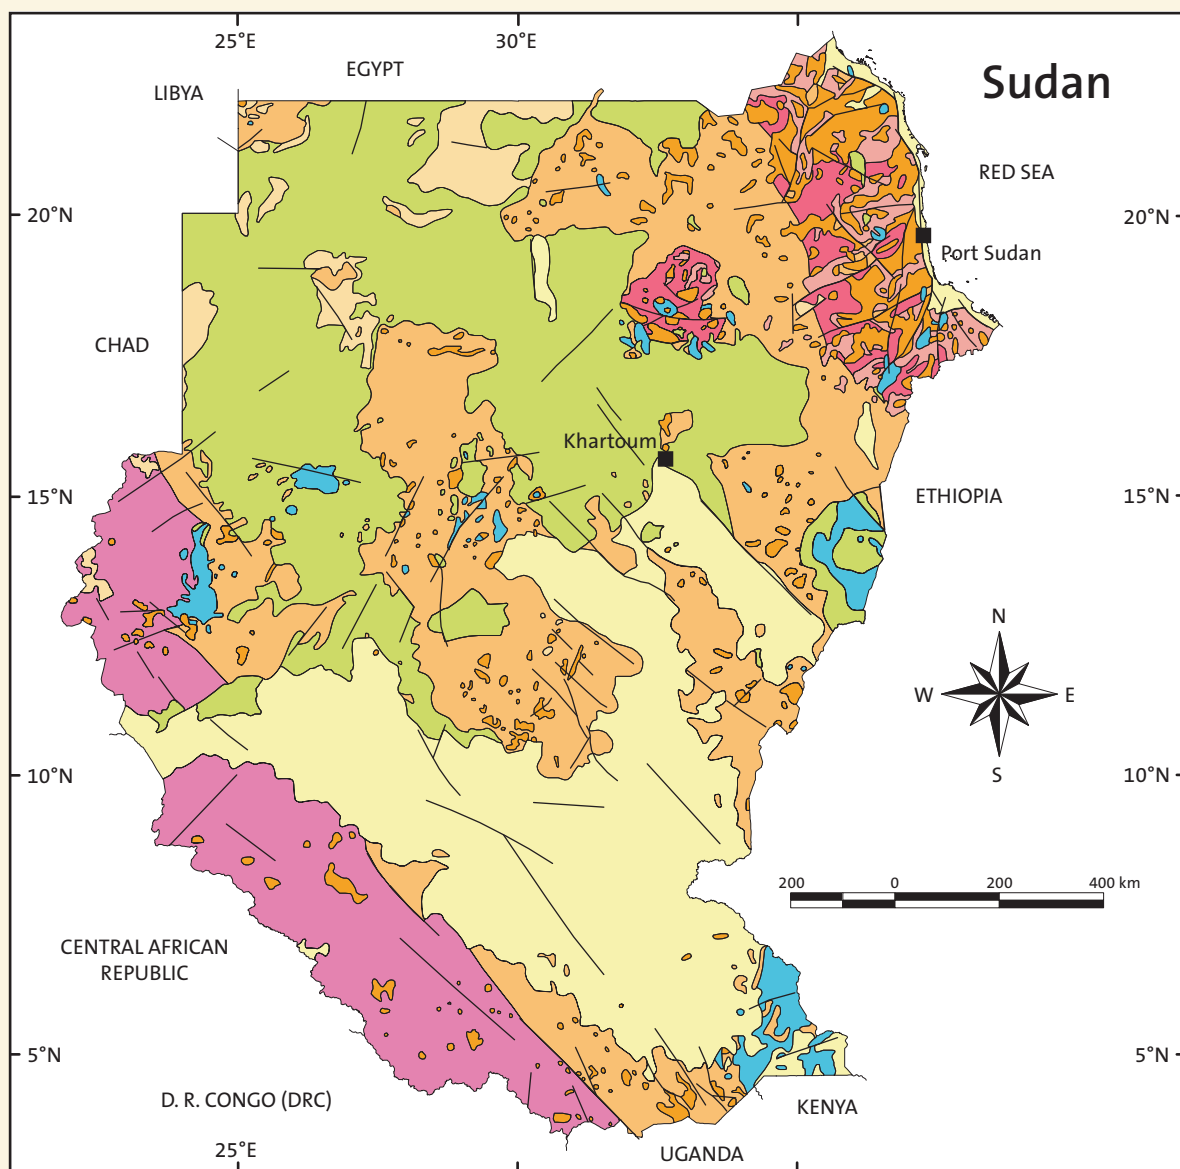 25°E
30°E
Sudan
EGYPT
LIBYA
RED SEA
20°N
20°N
Port Sudan
CHAD
Khartoum
15°N
ETHIOPIA
15°N
N
W
E
S
10°N
10°N
200
0
200
400 km
CENTRAL AFRICAN
REPUBLIC
5°N
5°N
D. R. CONGO (DRC)
KENYA
25°E
UGANDA